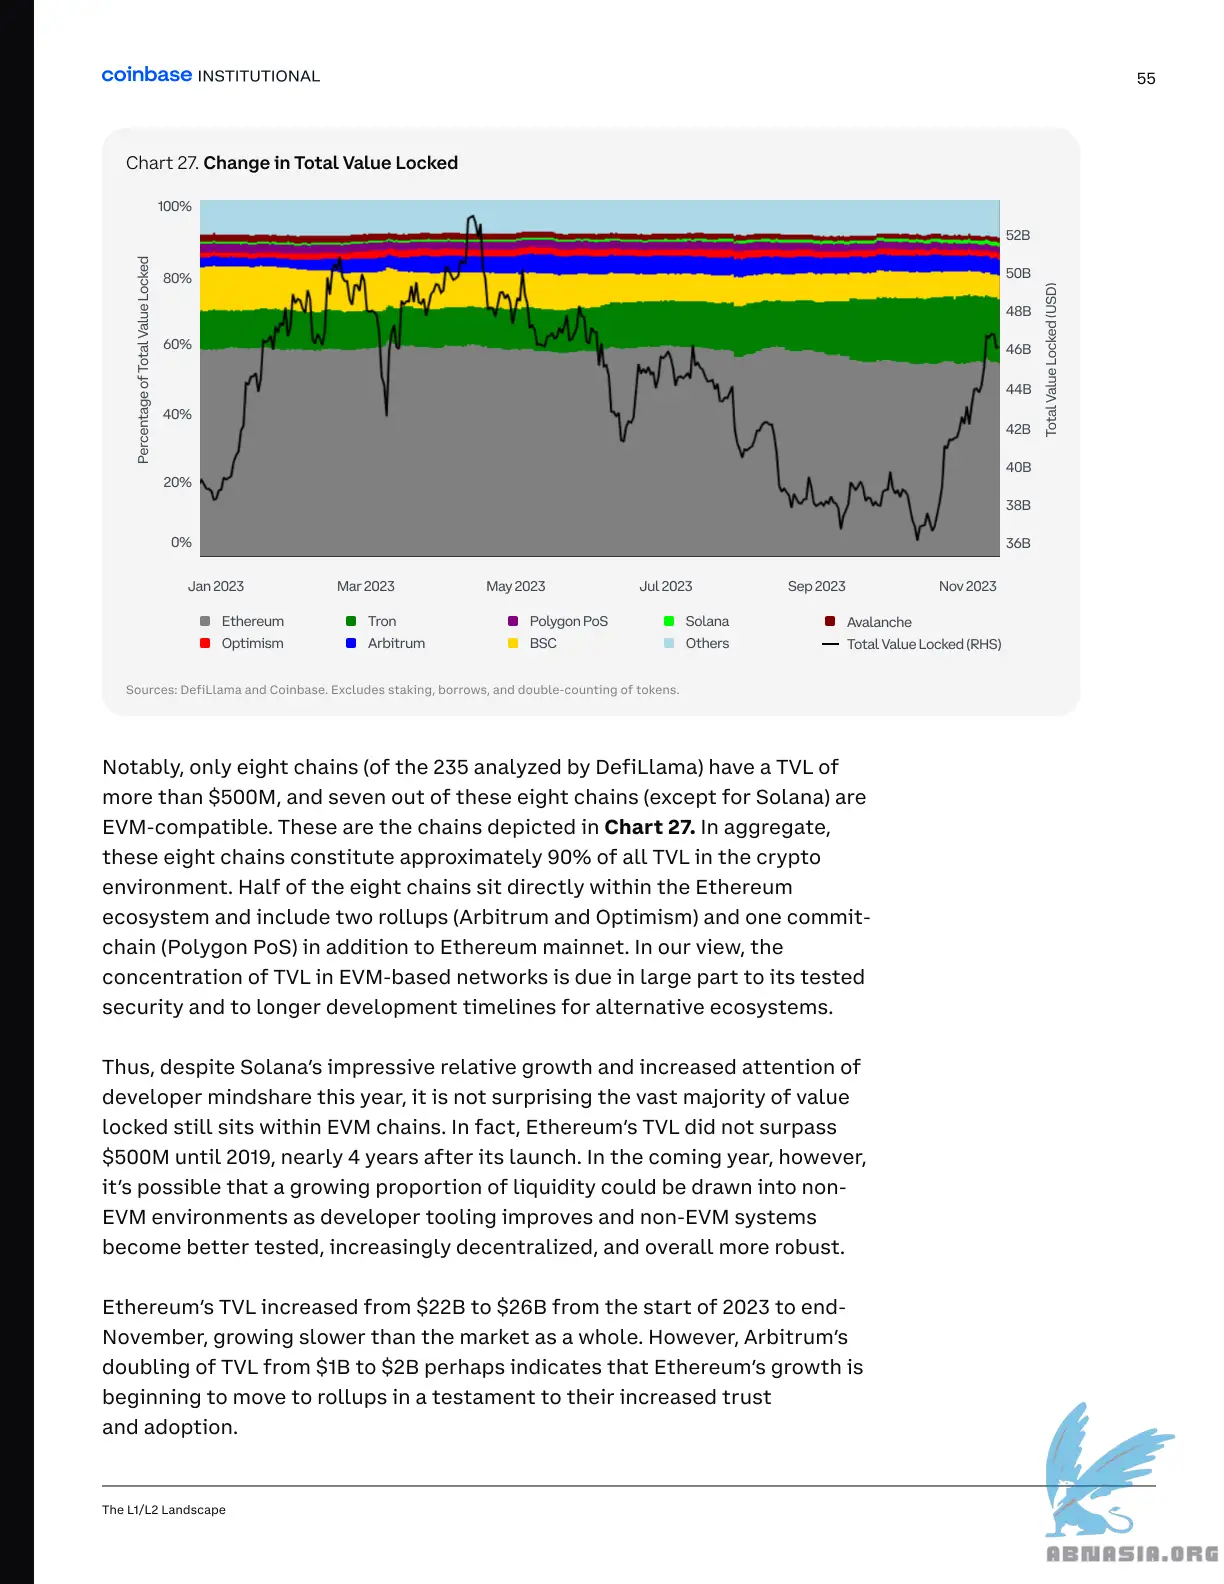 coinbase INSTITUTIONAL
55
Chart 27. Change in Total Value Locked
100%
80%
60%
40%
20%
0%
Percentage of Total Value Locked
52B
50B
48B
46B
44B
42B
40B
38B
36B
Total Value Locked (USD)
Jan 2023 Mar 2023 May 2023 Jul 2023 Sep 2023 Nov 2023
Ethereum Tron Polygon PoS Solana Avalanche
Optimism Arbitrum BSC Others Total Value Locked (RHS)
Sources: DefiLlama and Coinbase. Excludes staking, borrows, and double-counting of tokens.
Notably, only eight chains (of the 235 analyzed by DefiLlama) have a TVL of
more than $500M, and seven out of these eight chains (except for Solana) are
EVM-compatible. These are the chains depicted in Chart 27. In aggregate,
these eight chains constitute approximately 90% of all TVL in the crypto
environment. Half of the eight chains sit directly within the Ethereum
ecosystem and include two rollups (Arbitrum and Optimism) and one commit-
chain (Polygon PoS) in addition to Ethereum mainnet. In our view, the
concentration of TVL in EVM-based networks is due in large part to its tested
security and to longer development timelines for alternative ecosystems.
Thus, despite Solana’s impressive relative growth and increased attention of
developer mindshare this year, it is not surprising the vast majority of value
locked still sits within EVM chains. In fact, Ethereum’s TVL did not surpass
$500M until 2019, nearly 4 years after its launch. In the coming year, however,
it’s possible that a growing proportion of liquidity could be drawn into non-
EVM environments as developer tooling improves and non-EVM systems
become better tested, increasingly decentralized, and overall more robust.
Ethereum’s TVL increased from $22B to $26B from the start of 2023 to end-
November, growing slower than the market as a whole. However, Arbitrum’s
doubling of TVL from $1B to $2B perhaps indicates that Ethereum’s growth is
beginning to move to rollups in a testament to their increased trust
and adoption.
The L1/L2 Landscape
ABNASIA.ORG